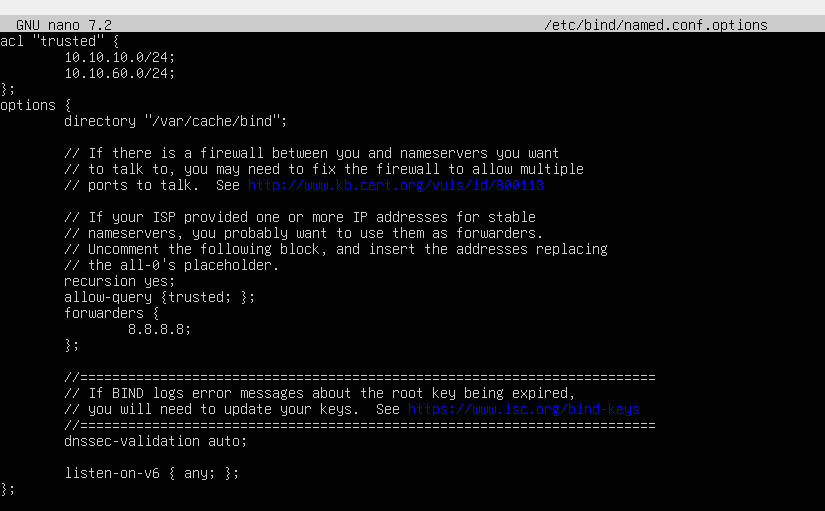 GNU nano 7.2 /etc/bind/named.conf.options
acl "trusted" {
        10.10.10.0/24;
        10.10.60.0/24;
};
options {
        directory "/var/cache/bind";

        // If there is a firewall between you and nameservers you want
        // to talk to, you may need to fix the firewall to allow multiple
        // ports to talk.  See http://www.kb.cert.org/vuls/id/800113

        // If your ISP provided one or more IP addresses for stable
        // nameservers, you probably want to use them as forwarders.
        // Uncomment the following block, and insert the addresses replacing
        // the all-0's placeholder.
        recursion yes;
        allow-query {trusted; };
        forwarders {
                8.8.8.8;
        };

        //========================================================================
        // If BIND logs error messages about the root key being expired,
        // you will need to update your keys.  See https://www.isc.org/bind-keys
        //========================================================================
        dnssec-validation auto;

        listen-on-v6 { any; };
};